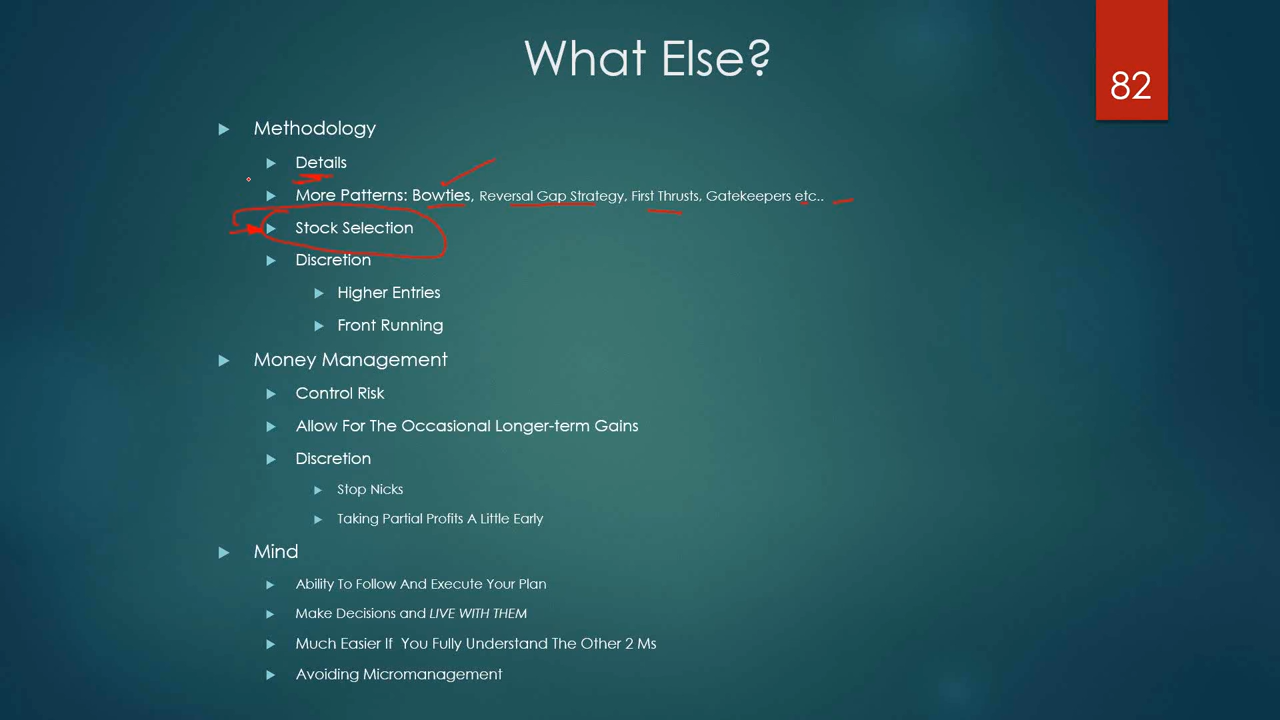 What Else?
82
Methodology
Details
More Patterns: Bowties, Reversal Gap Strategy, First Thrusts, Gatekeepers etc..
Stock Selection
Discretion
Higher Entries
Front Running
Money Management
Control Risk
Allow For The Occasional Longer-term Gains
Discretion
Stop Nicks
Taking Partial Profits A Little Early
Mind
Ability To Follow And Execute Your Plan
Make Decisions and LIVE WITH THEM
Much Easier If You Fully Understand The Other 2 Ms
Avoiding Micromanagement